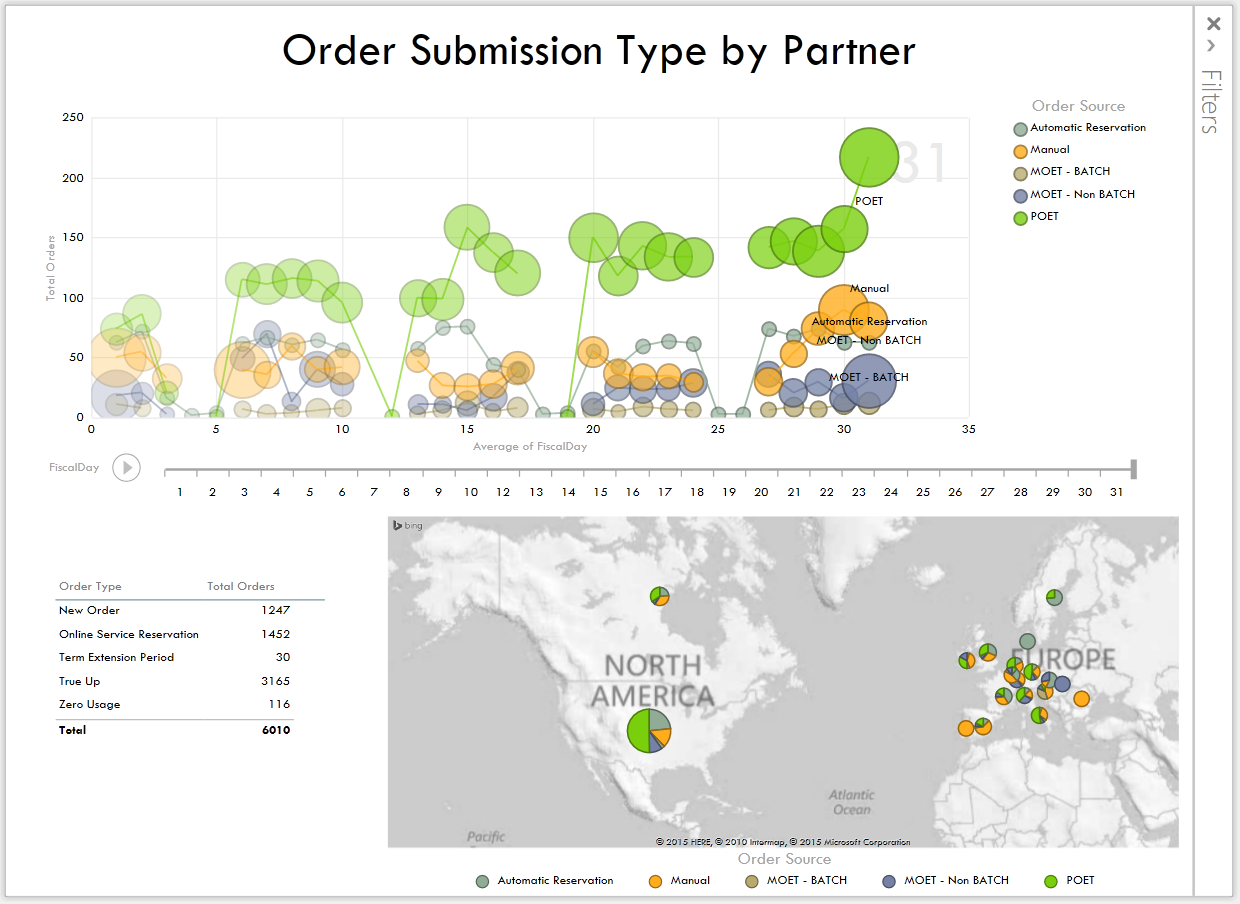 Order Submission Type by Partner
Filters
Order Source
Automatic Reservation
Manual
MOET - BATCH
MOET - Non BATCH
POET
Total Orders
250
200
150
100
50
0
31
POET
Manual
Automatic Reservation
MOET - Non BATCH
MOET - BATCH
0 5 10 15 20 25 30 35
Average of FiscalDay
FiscalDay
1 2 3 4 5 6 7 8 9 10 11 12 13 14 15 16 17 18 19 20 21 22 23 24 25 26 27 28 29 30 31
Order Type Total Orders
New Order 1247
Online Service Reservation 1452
Term Extension Period 30
True Up 3165
Zero Usage 116
Total 6010
bing
NORTH
AMERICA
EUROPE
Atlantic
Ocean
Pacific
© 2015 HERE, © 2010 Intermap, © 2015 Microsoft Corporation
Order Source
Automatic Reservation Manual MOET - BATCH MOET - Non BATCH POET